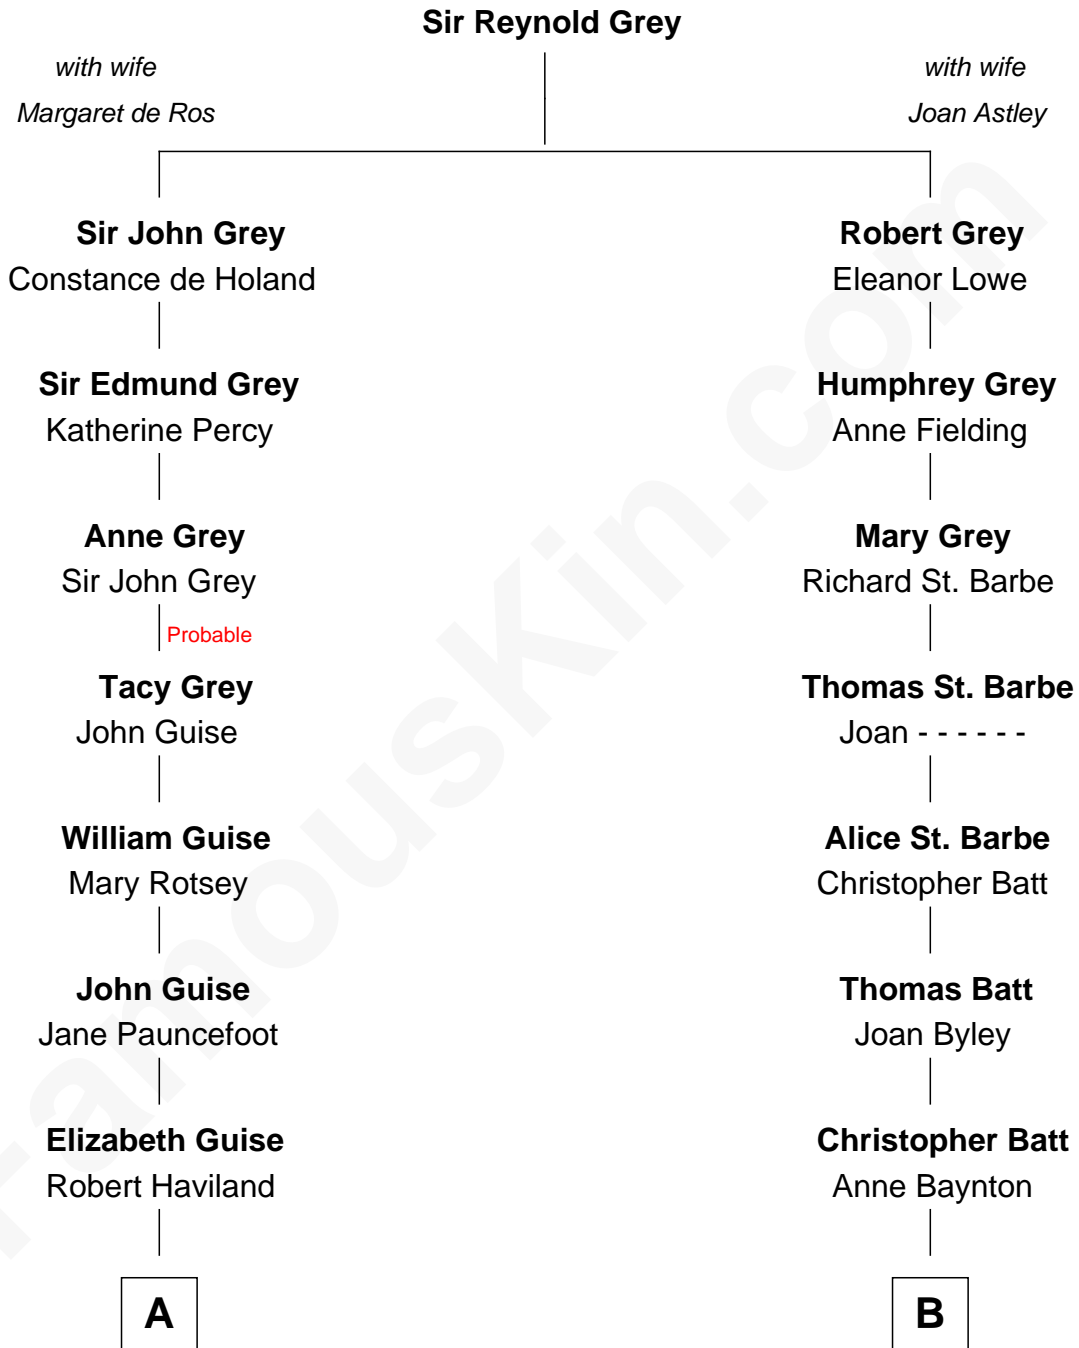 Sir Reynold Grey
with wife
Margaret de Ros
with wife
Joan Astley
Sir John Grey
Constance de Holand
Robert Grey
Eleanor Lowe
Sir Edmund Grey
Katherine Percy
Humphrey Grey
Anne Fielding
Anne Grey
Sir John Grey
Mary Grey
Richard St. Barbe
Probable
Tacy Grey
John Guise
Thomas St. Barbe
Joan - - - - - -
William Guise
Mary Rotsey
Alice St. Barbe
Christopher Batt
John Guise
Jane Pauncefoot
Thomas Batt
Joan Byley
Elizabeth Guise
Robert Haviland
Christopher Batt
Anne Baynton
A
B
FamousKin.com